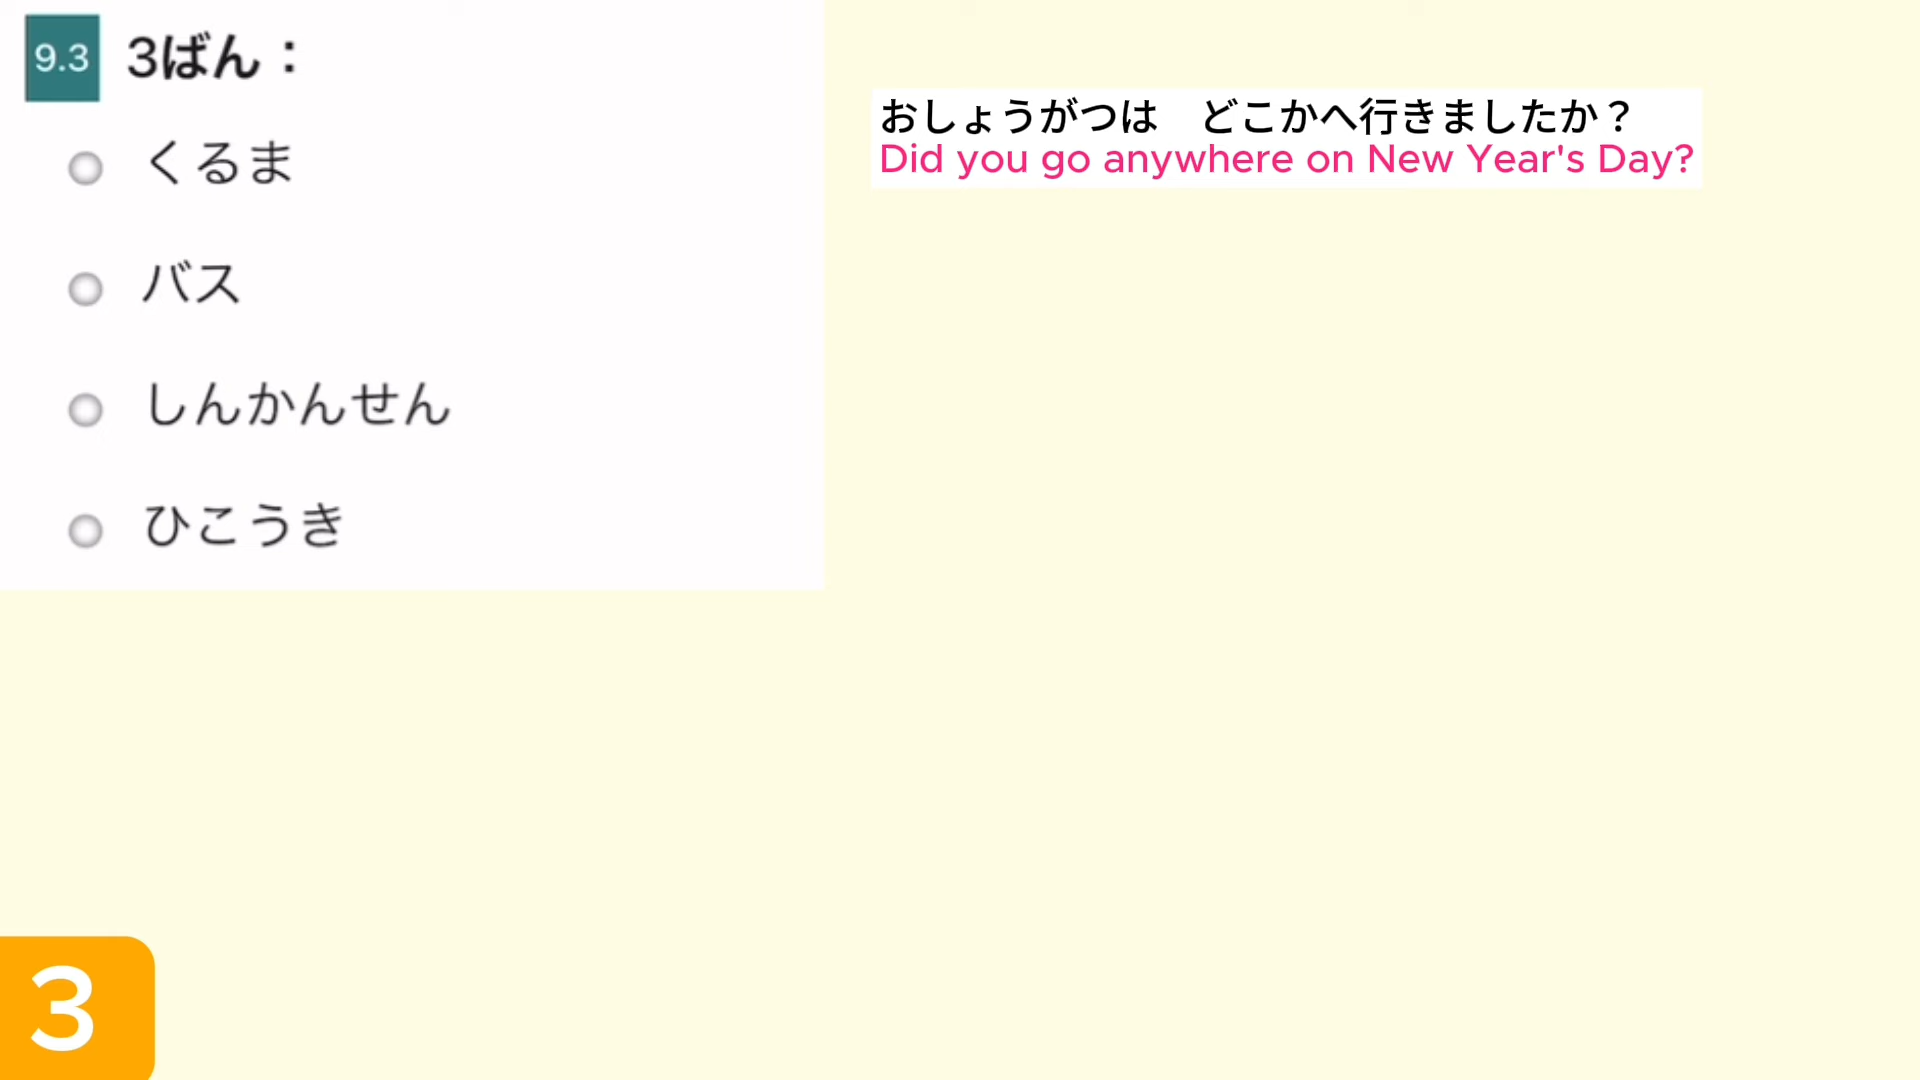 9.3 3ばん：
くるま
バス
しんかんせん
ひこうき
おしょうがつは　どこかへ行きましたか？
Did you go anywhere on New Year's Day?
3